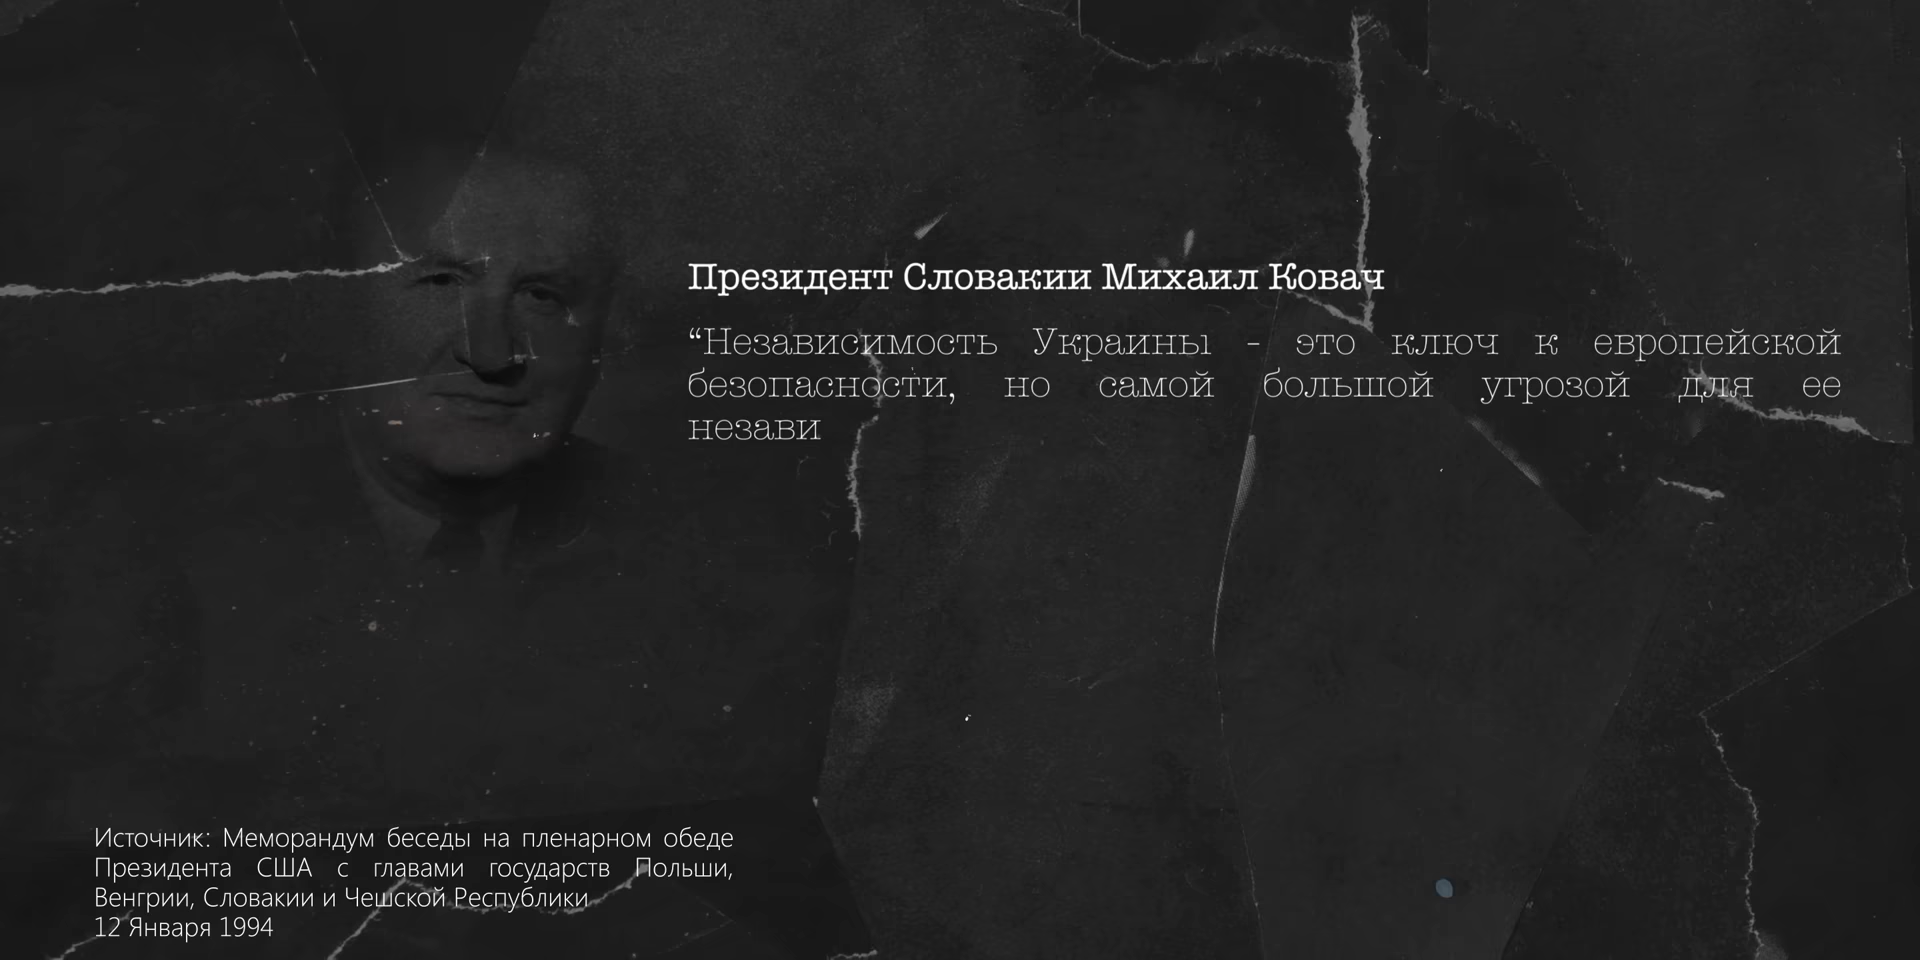 Президент Словакии Михаил Ковач
“Независимость Украины - это ключ к европейской
безопасности, но самой большой угрозой для ее
незави
Источник: Меморандум беседы на пленарном обеде
Президента США с главами государств Польши,
Венгрии, Словакии и Чешской Республики
12 Января 1994